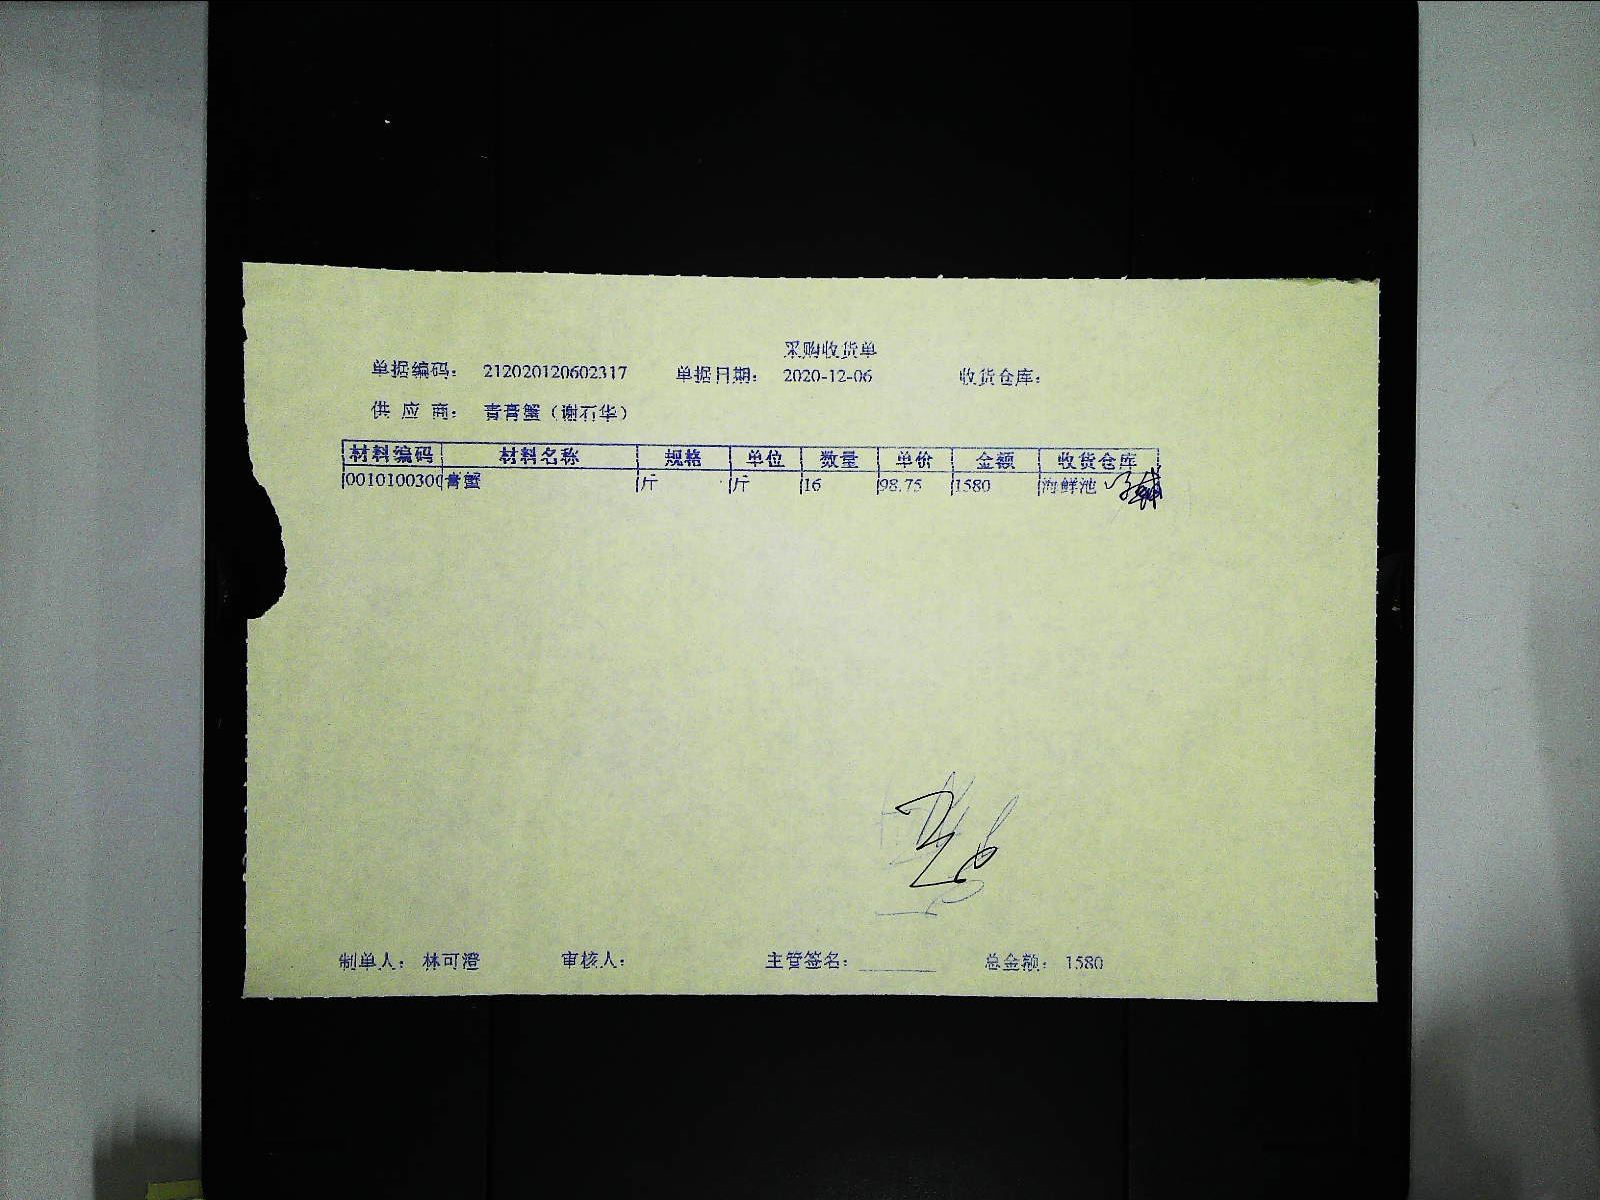 采购收货单
单据编码： 212020120602317 单据日期： 2020-12-06 收货仓库：
供 应 商： 青膏蟹（谢石华）
材料编码 材料名称 规格 单位 数量 单价 金额 收货仓库
0010100300 青蟹 斤 斤 16 98.75 1580 海鲜池
制单人： 林可澄 审核人： 主管签名： 总金额： 1580